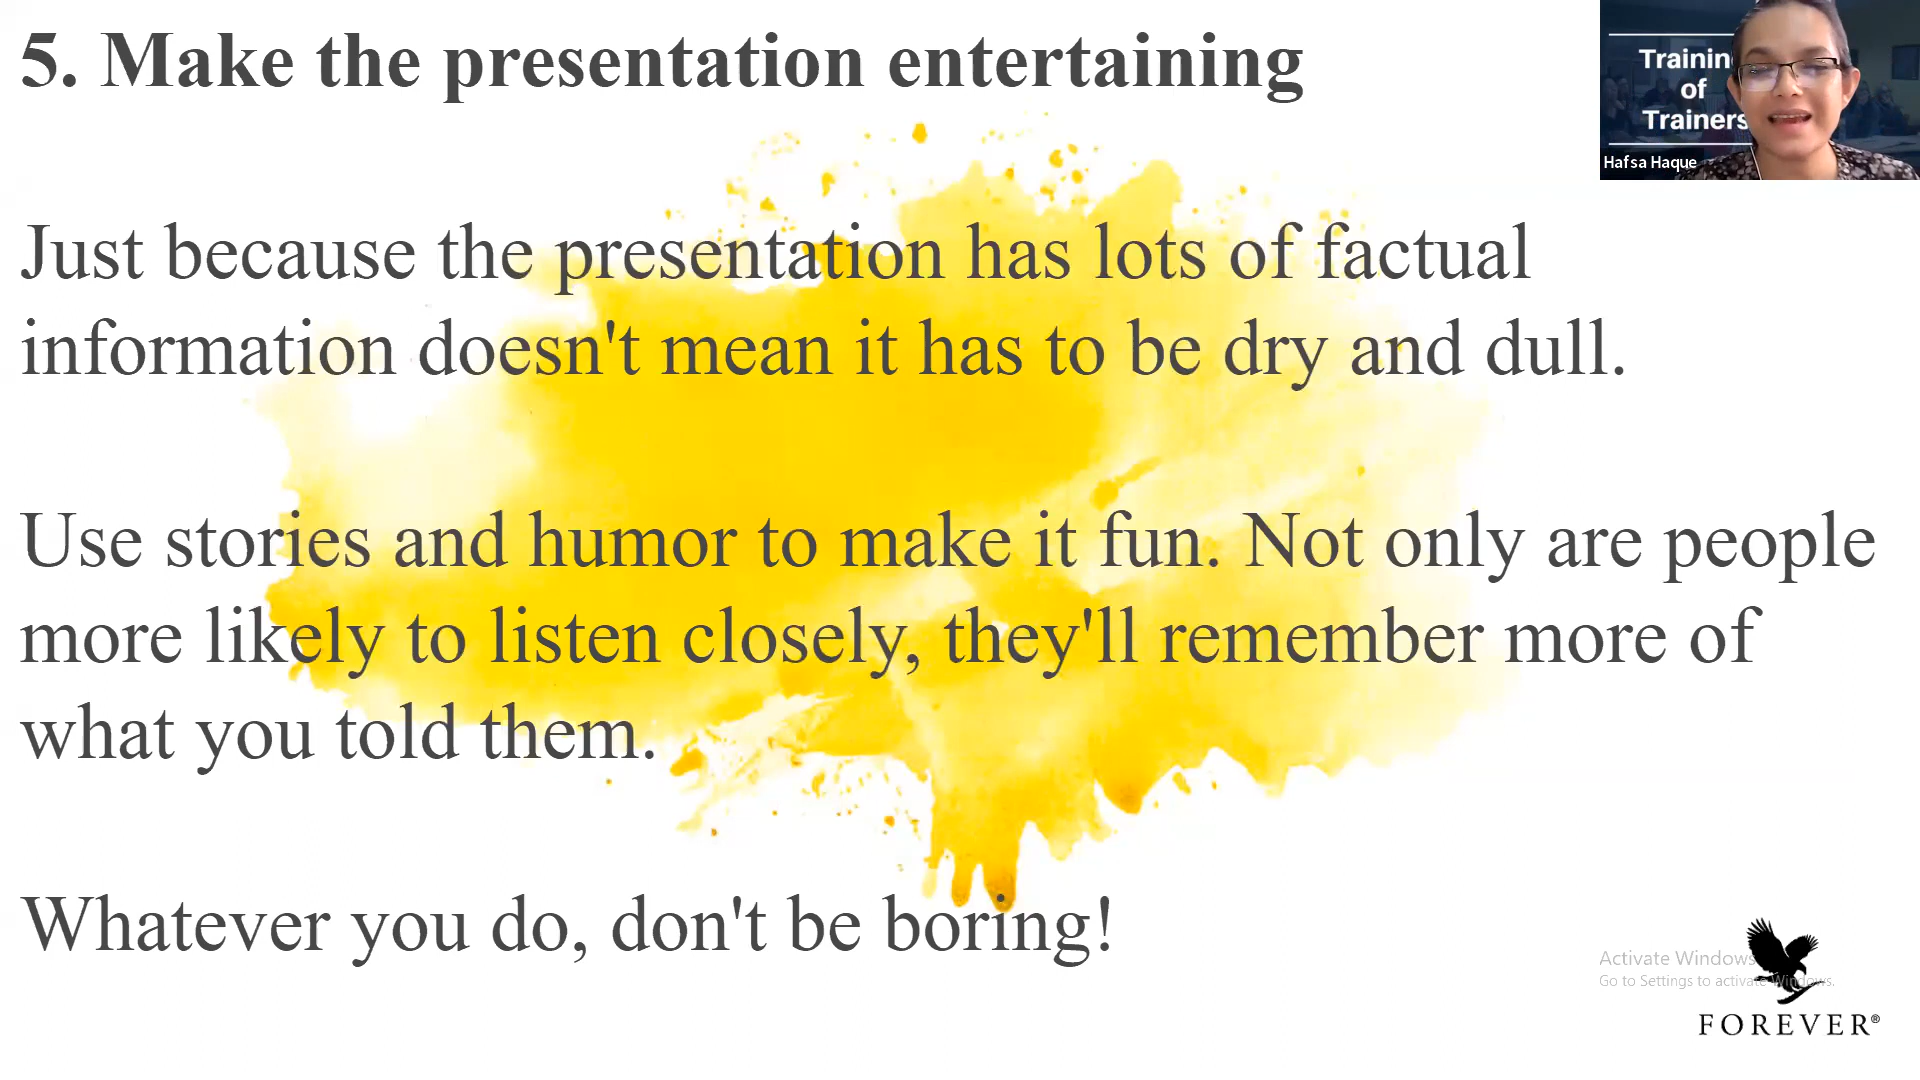 5. Make the presentation entertaining
Just because the presentation has lots of factual
information doesn't mean it has to be dry and dull.
Use stories and humor to make it fun. Not only are people
more likely to listen closely, they'll remember more of
what you told them.
Whatever you do, don't be boring!
Training
of
Trainers
Hafsa Haque
Activate Windows
Go to Settings to activate Windows.
FOREVER®